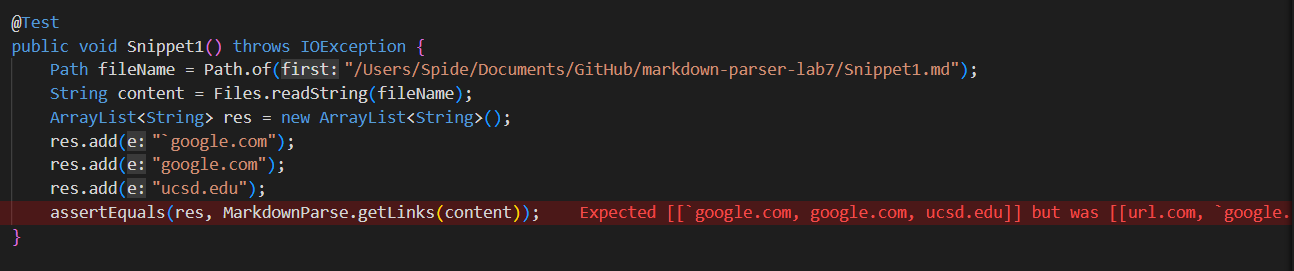 @Test
public void Snippet1() throws IOException {
Path fileName = Path.of(first: "/Users/Spide/Documents/GitHub/markdown-parser-lab7/Snippet1.md");
String content = Files.readString(fileName);
ArrayList<String> res = new ArrayList<String>();
res.add(e: "`google.com");
res.add(e: "google.com");
res.add(e: "ucsd.edu");
assertEquals(res, MarkdownParse.getLinks(content)); Expected [[`google.com, google.com, ucsd.edu]] but was [[url.com, `google.
}